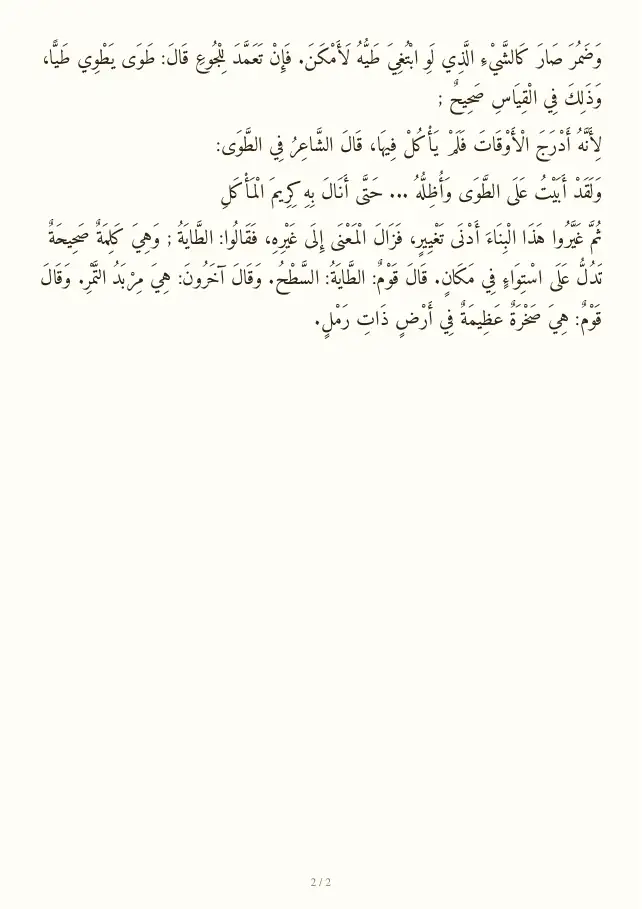 وَضَمُرَ صَارَ كَالشَّيْءِ الَّذِي لَوِ ابْتُغِيَ طَيُّهُ لَأَمْكَنَ. فَإِنْ تَعَمَّدَ لِلْجُوعِ قَالَ: طَوَى يَطْوِي طَيًّا،
وَذَلِكَ فِي الْقِيَاسِ صَحِيحٌ ;
لِأَنَّهُ أَدْرَجَ الْأَوْقَاتَ فَلَمْ يَأْكُلْ فِيهَا، قَالَ الشَّاعِرُ فِي الطَّوَى:
وَلَقَدْ أَبَيْتُ عَلَى الطَّوَى وَأُظِلُّهُ ... حَتَّى أَنَالَ بِهِ كِرِيمَ الْمَأْكَلِ
ثُمَّ غَيَّرُوا هَذَا الْبِنَاءَ أَدْنَى تَغْيِيرٍ، فَزَالَ الْمَعْنَى إِلَى غَيْرِهِ، فَقَالُوا: الطَّايَةُ ; وَهِيَ كَلِمَةٌ صَحِيحَةٌ
تَدُلُّ عَلَى اسْتِوَاءٍ فِي مَكَانٍ. قَالَ قَوْمٌ: الطَّايَةُ: السَّطْحُ. وَقَالَ آخَرُونَ: هِيَ مِرْبَدُ التَّمْرِ. وَقَالَ
قَوْمٌ: هِيَ صَخْرَةٌ عَظِيمَةٌ فِي أَرْضٍ ذَاتِ رَمْلٍ.
2 / 2